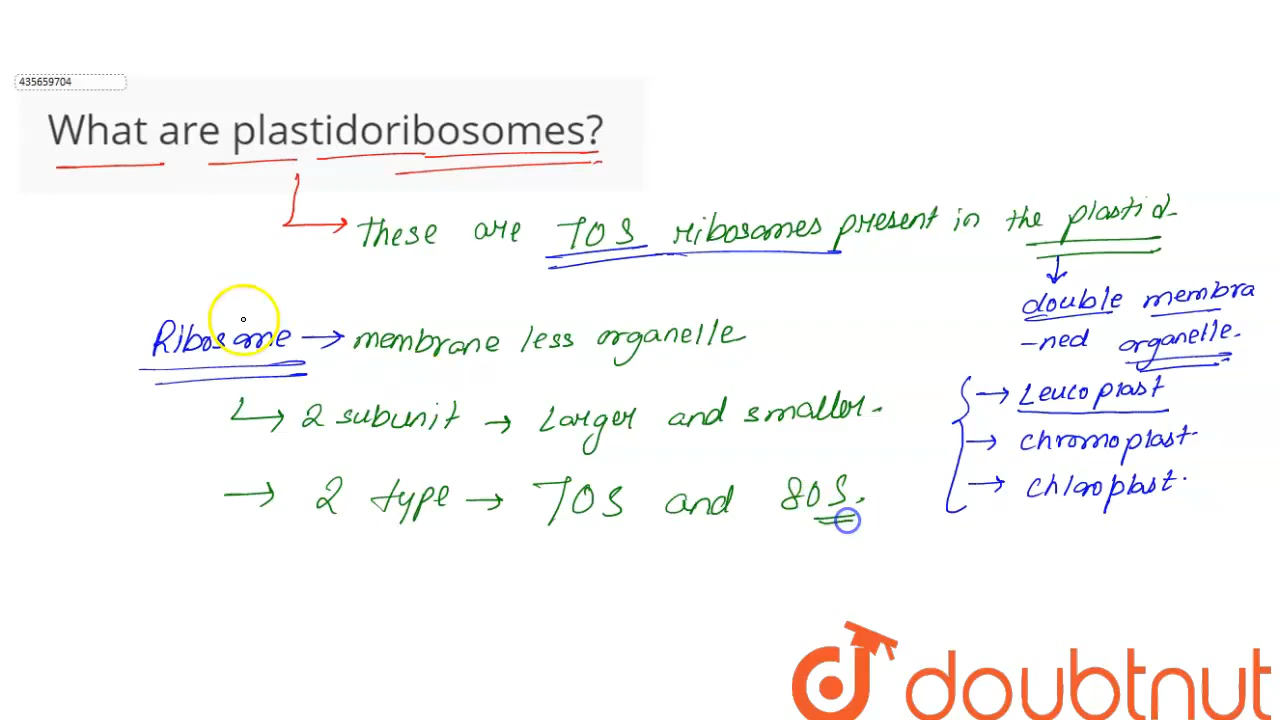 435659704
What are plastidoribosomes?
These are 70S ribosomes present in the plastid.
double membra
-ned organelle.
Ribosome → membrane less organelle
↳ 2 subunit → Larger and smaller.
→ Leucoplast
→ chromoplast
→ chloroplast.
→ 2 type → 70S and 80S.
doubtnut